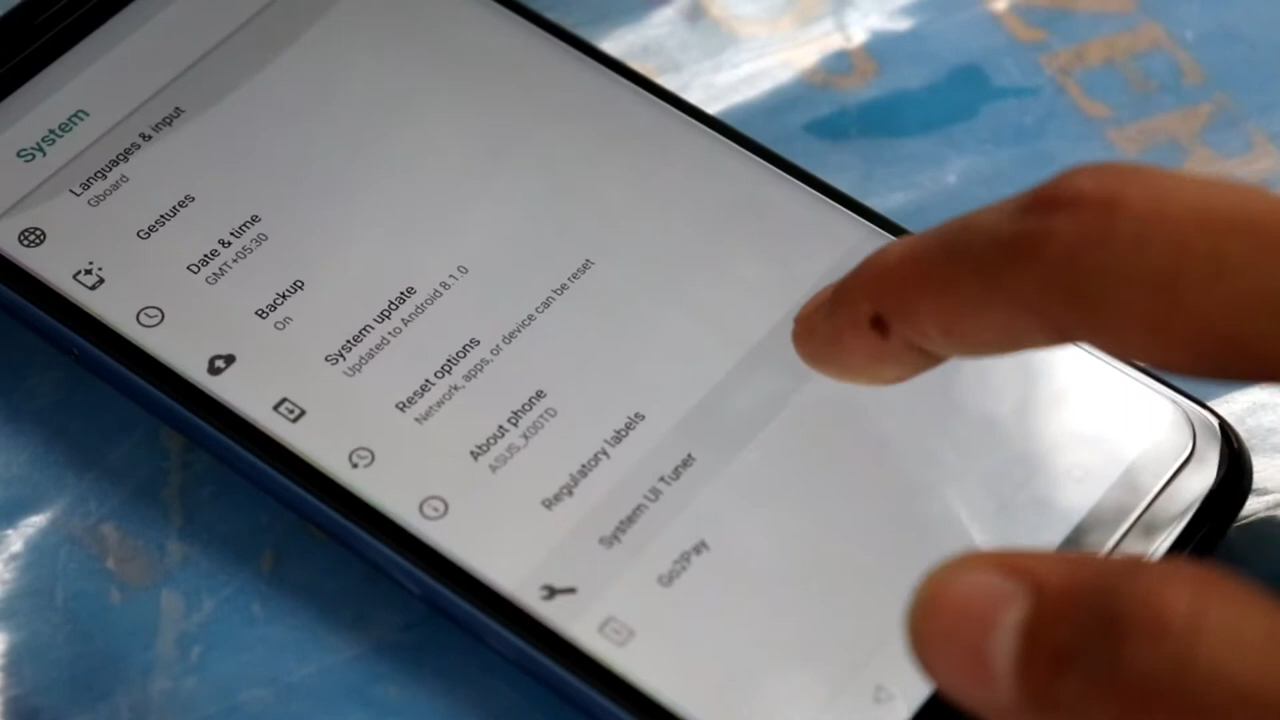 System
Languages & input
Gboard
Gestures
Date & time
GMT+05:30
Backup
On
System update
Updated to Android 8.1.0
Reset options
Network, apps, or device can be reset
About phone
ASUS_X00TD
Regulatory labels
System UI Tuner
Go2Pay